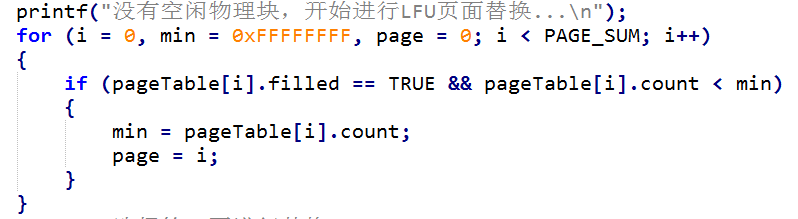 printf("没有空闲物理块，开始进行LFU页面替换...\n");
for (i = 0, min = 0xFFFFFFFF, page = 0; i < PAGE_SUM; i++)
{
if (pageTable[i].filled == TRUE && pageTable[i].count < min)
{
min = pageTable[i].count;
page = i;
}
}